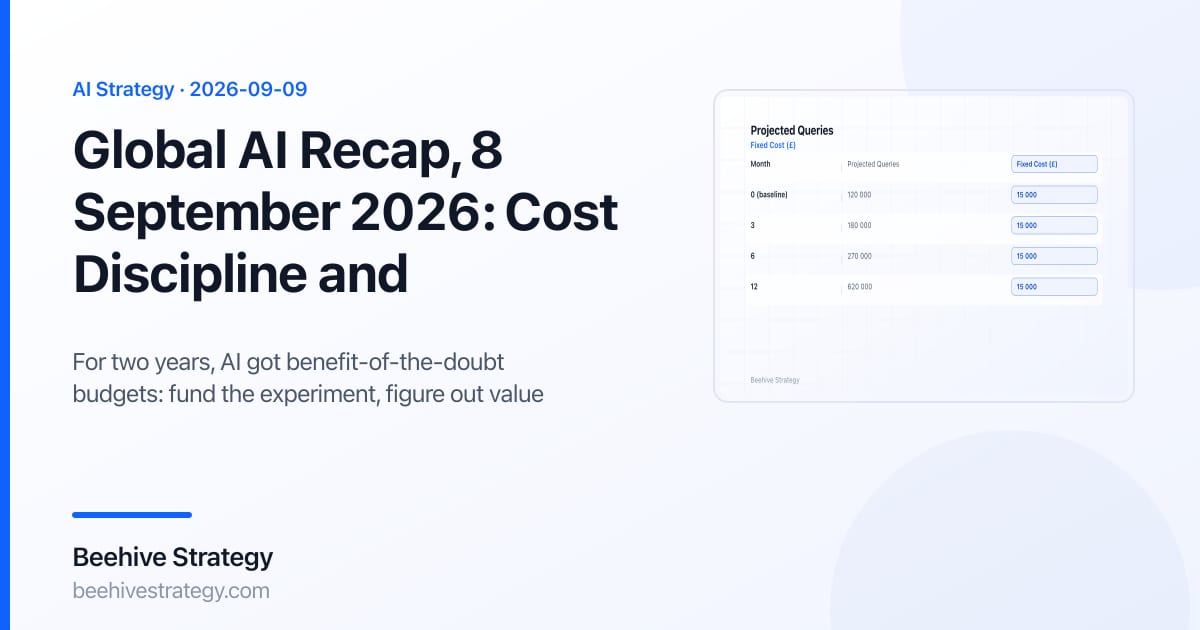 AI Strategy · 2026-09-09
Global AI Recap, 8
September 2026: Cost
Discipline and
For two years, AI got benefit-of-the-doubt
budgets: fund the experiment, figure out value
Beehive Strategy
beehivestrategy.com
Projected Queries
Fixed Cost (£)
Month Projected Queries Fixed Cost (£)
0 (baseline) 120 000 15 000
3 180 000 15 000
6 270 000 15 000
12 620 000 15 000
Beehive Strategy